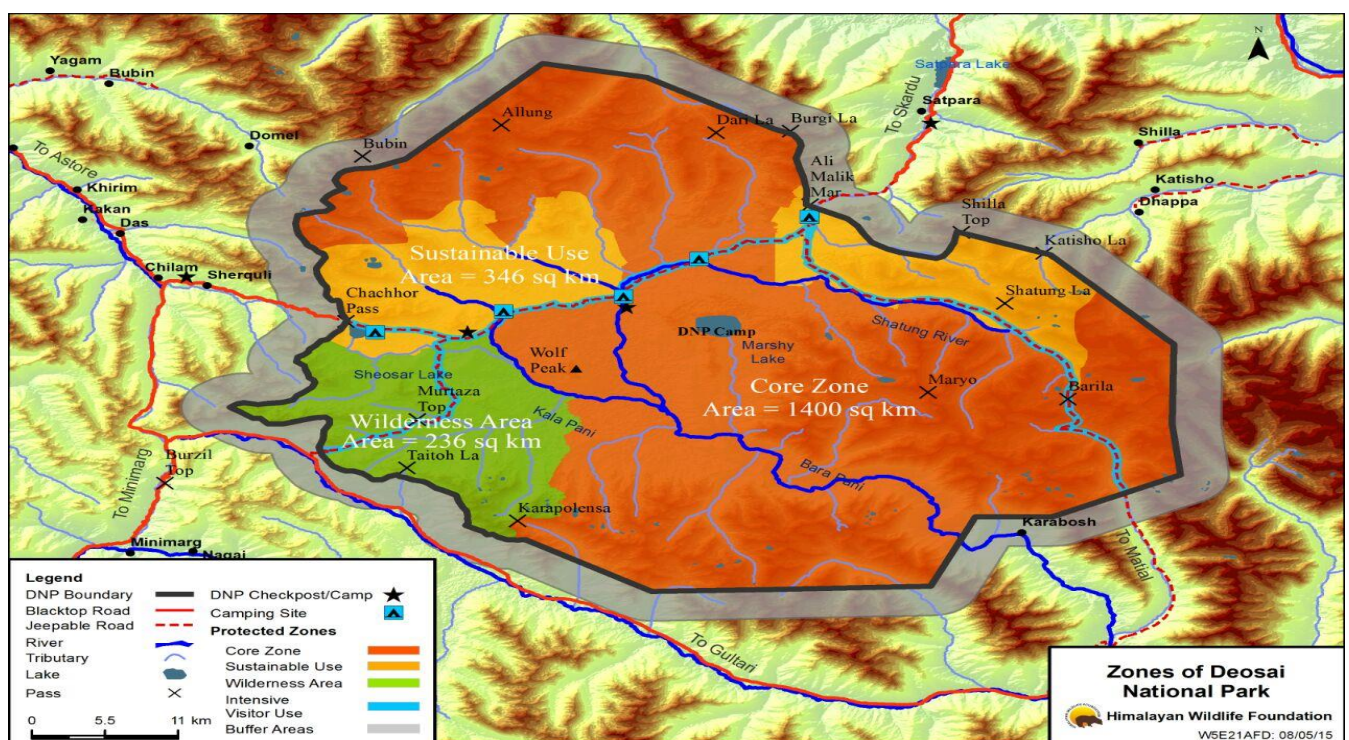 Yagam
Bubin
N
Satpara Lake
Satpara
To Skardu
Allung
Dari La
Burgi La
Domel
Bubin
Shilla
To Astore
Khirim
Kakan
Das
Ali
Malik
Mar
Katisho
Dhappa
Shilla
Top
Katisho La
Sustainable Use
Area = 346 sq km
Chilam
Sherquli
Chachhor
Pass
Shatung La
DNP Camp
Marshy
Lake
Shatung River
Wolf
Peak
Sheosar Lake
Murtaza
Top
Core Zone
Area = 1400 sq km
Maryo
Barila
Wilderness Area
Area = 236 sq km
Kala Pani
Taitoh La
Burzil
Top
To Minimarg
Bara Pani
Karapolensa
Karabosh
To Matial
Minimarg
Nagai
To Gultari
Legend
DNP Boundary
Blacktop Road
Jeepable Road
River
Tributary
Lake
Pass
0 5.5 11 km
DNP Checkpost/Camp
Camping Site
Protected Zones
Core Zone
Sustainable Use
Wilderness Area
Intensive
Visitor Use
Buffer Areas
Zones of Deosai
National Park
Himalayan Wildlife Foundation
W5E21AFD: 08/05/15